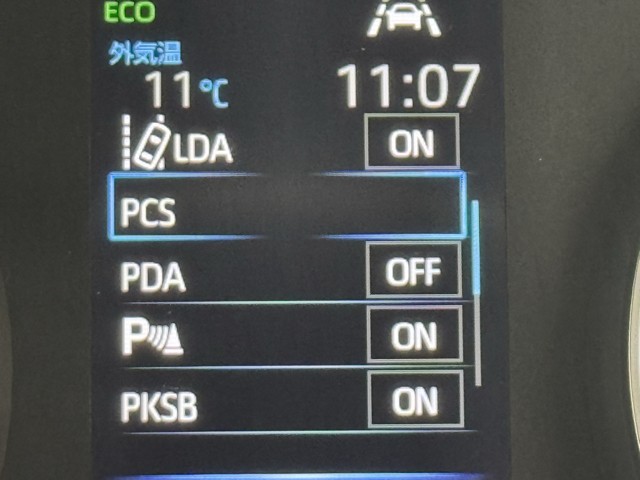 ECO
外気温
11℃ 11:07
LDA ON
PCS
PDA OFF
P ON
PKSB ON